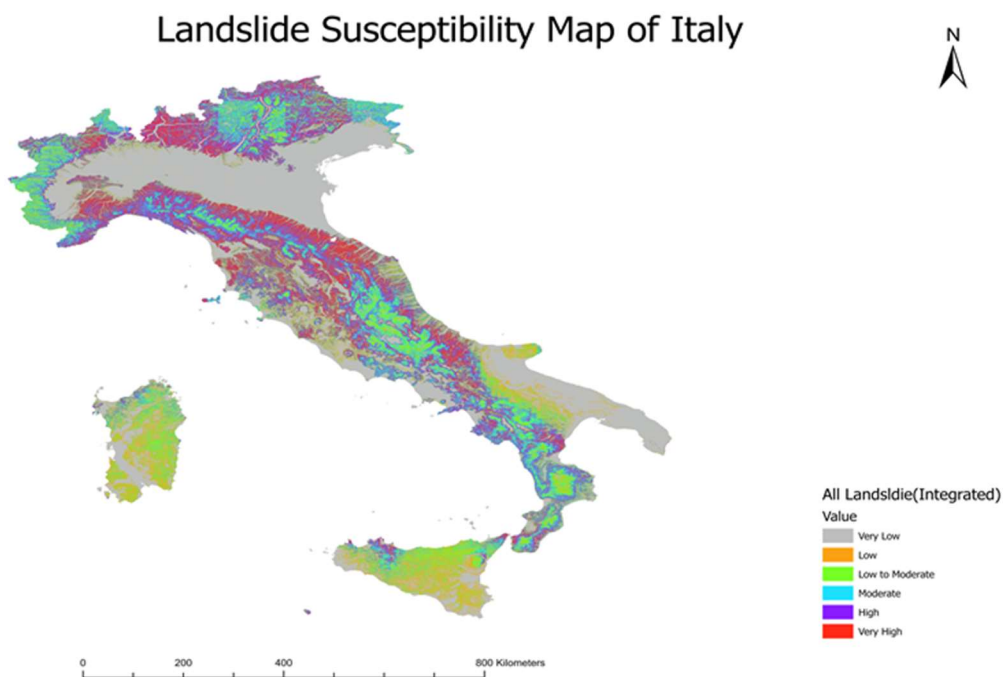 Landslide Susceptibility Map of Italy
N
All Landsldie(Integrated)
Value
Very Low
Low
Low to Moderate
Moderate
High
Very High
0 200 400 800 Kilometers